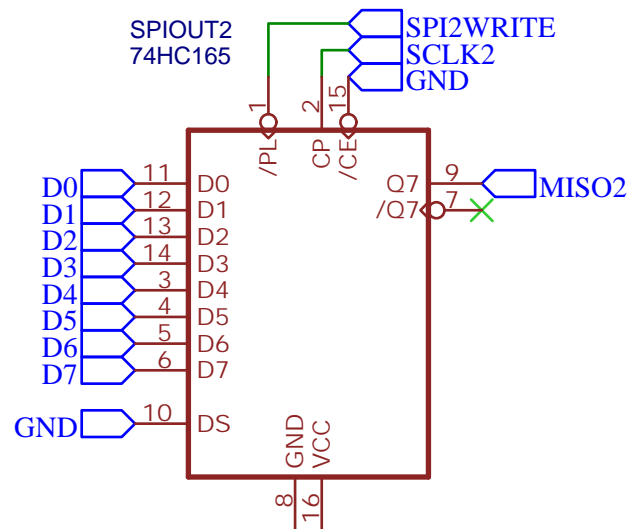 SPIOUT2
74HC165
SPI2WRITE
SCLK2
GND
1
2
15
/PL
CP
/CE
D0 11 D0 Q7 9 MISO2
D1 12 D1 /Q7 7
D2 13 D2
D3 14 D3
D4 3 D4
D5 4 D5
D6 5 D6
D7 6 D7
GND 10 DS
GND
VCC
8
16